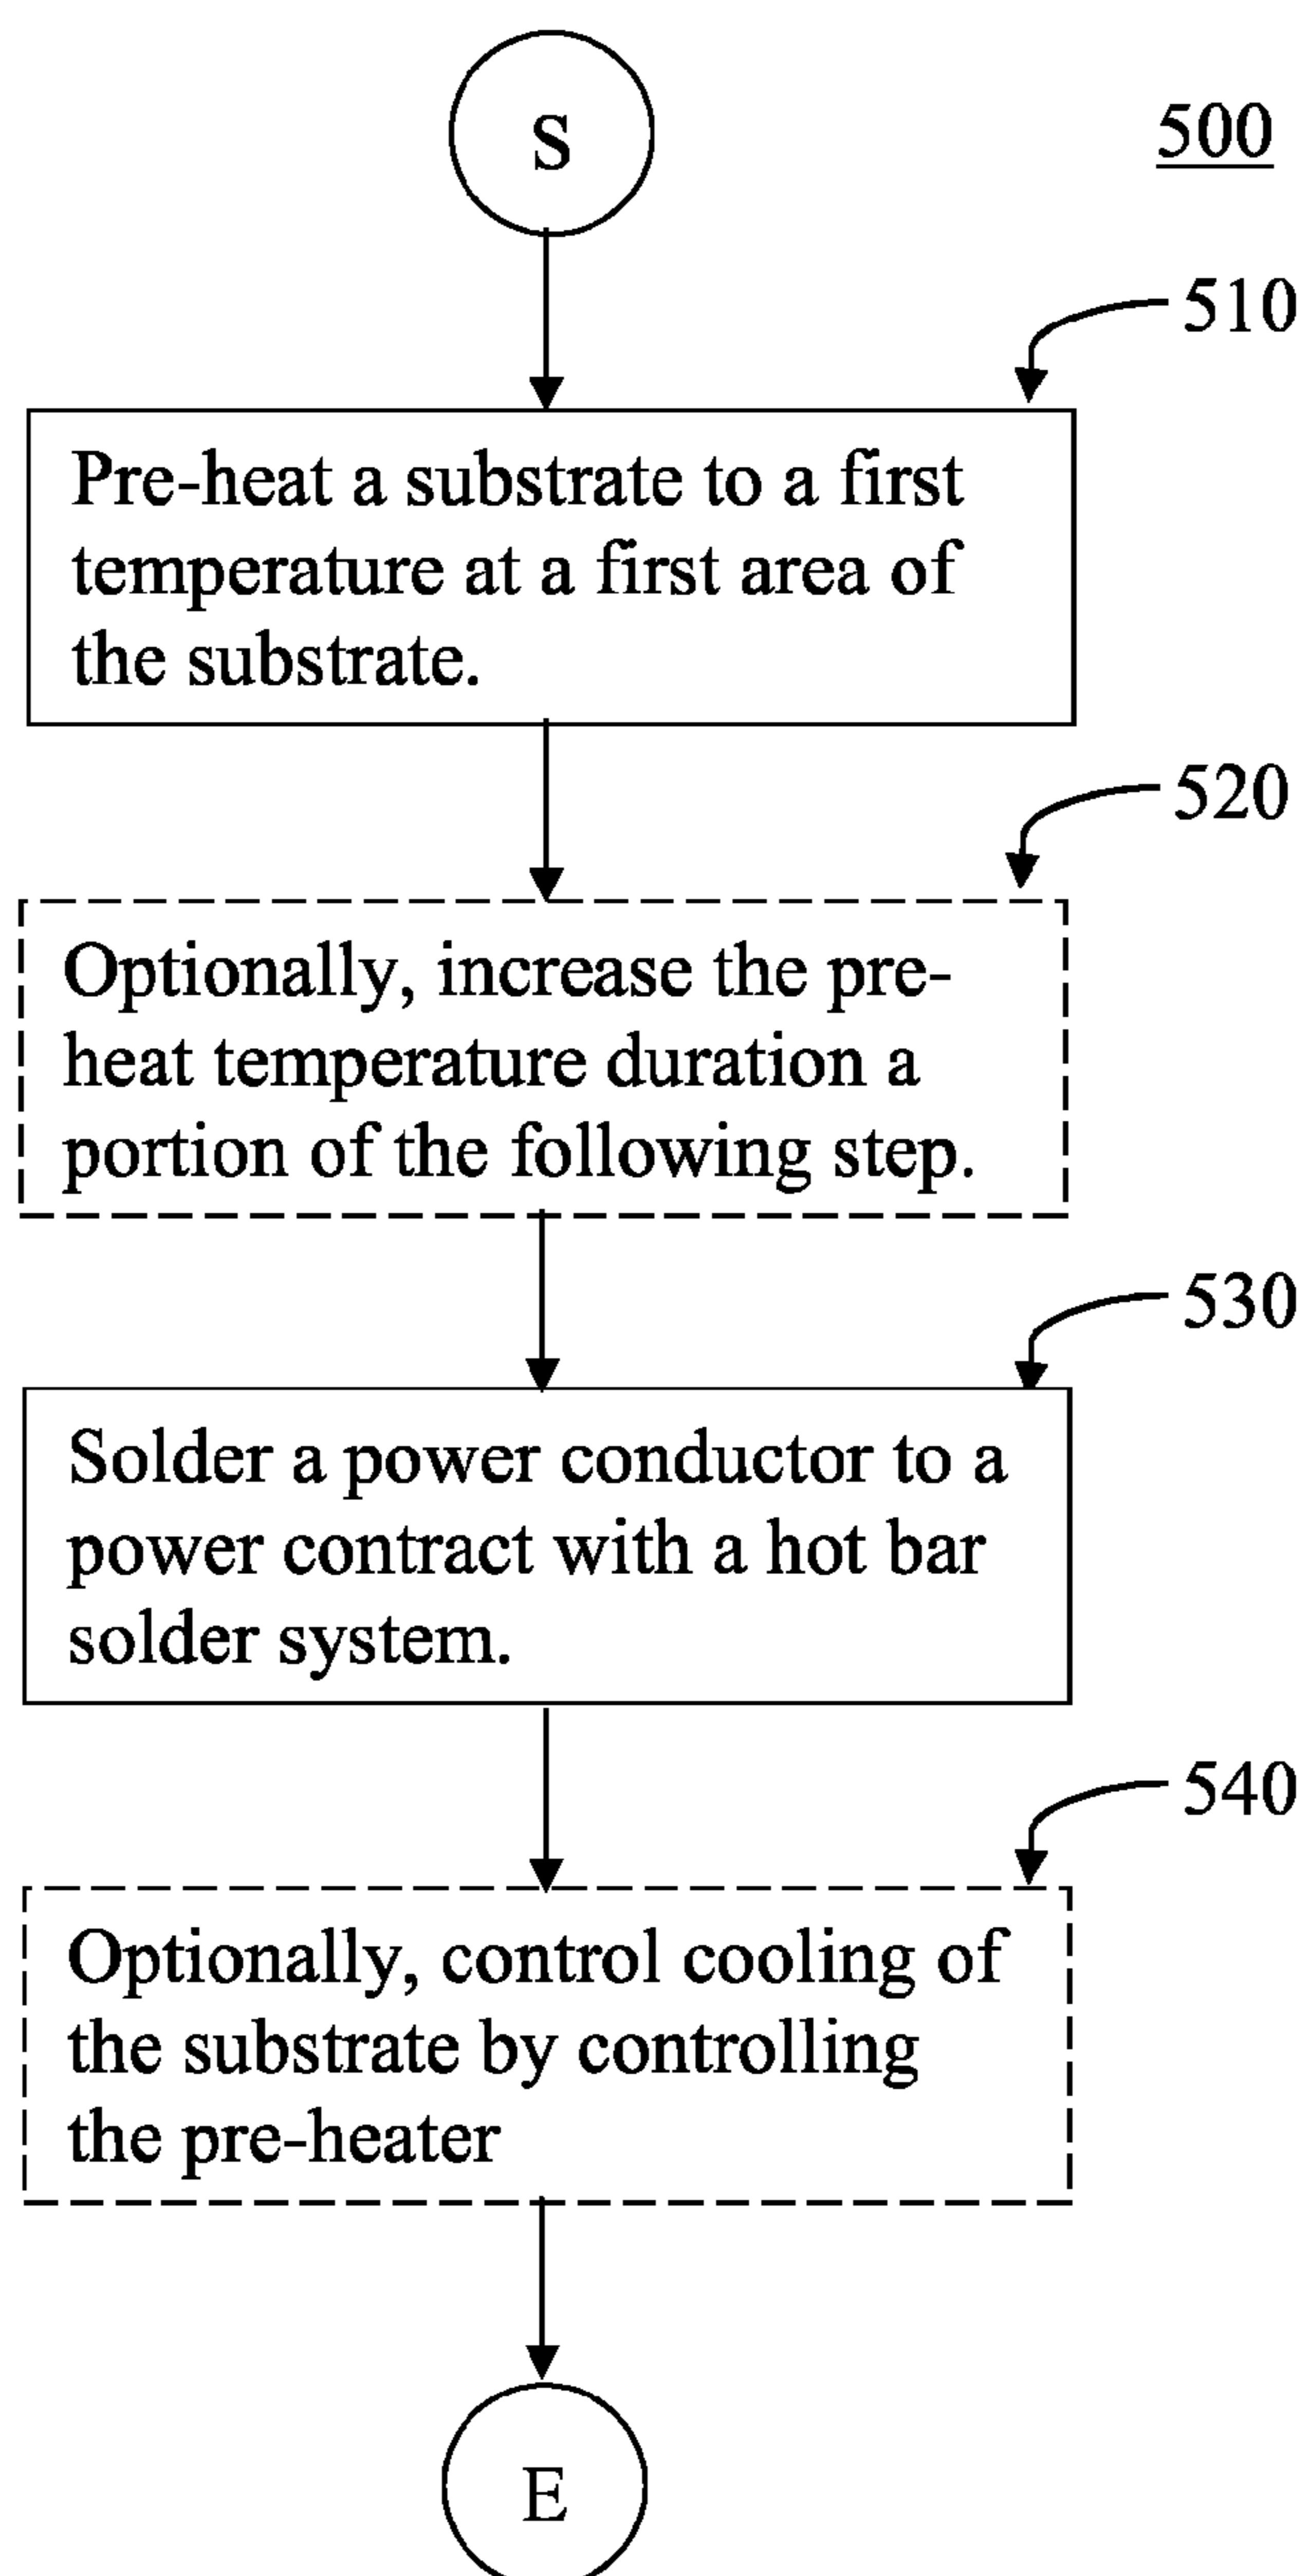 S
500
510
Pre-heat a substrate to a first
temperature at a first area of
the substrate.
520
Optionally, increase the pre-
heat temperature duration a
portion of the following step.
530
Solder a power conductor to a
power contract with a hot bar
solder system.
540
Optionally, control cooling of
the substrate by controlling
the pre-heater
E